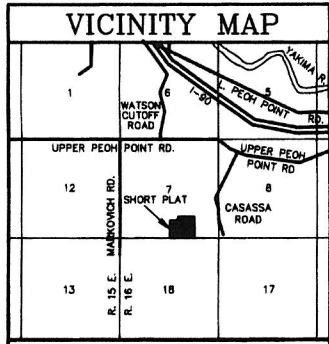 VICINITY MAP
YAKIMA R.
1
6
5
L. PEOH POINT RD.
I-90
WATSON
CUTOFF
ROAD
UPPER PEOH POINT RD.
UPPER PEOH
POINT RD
12
7
8
MARKOVICH RD.
SHORT PLAT
CASASSA
ROAD
13
18
17
R. 15 E.
R. 16 E.